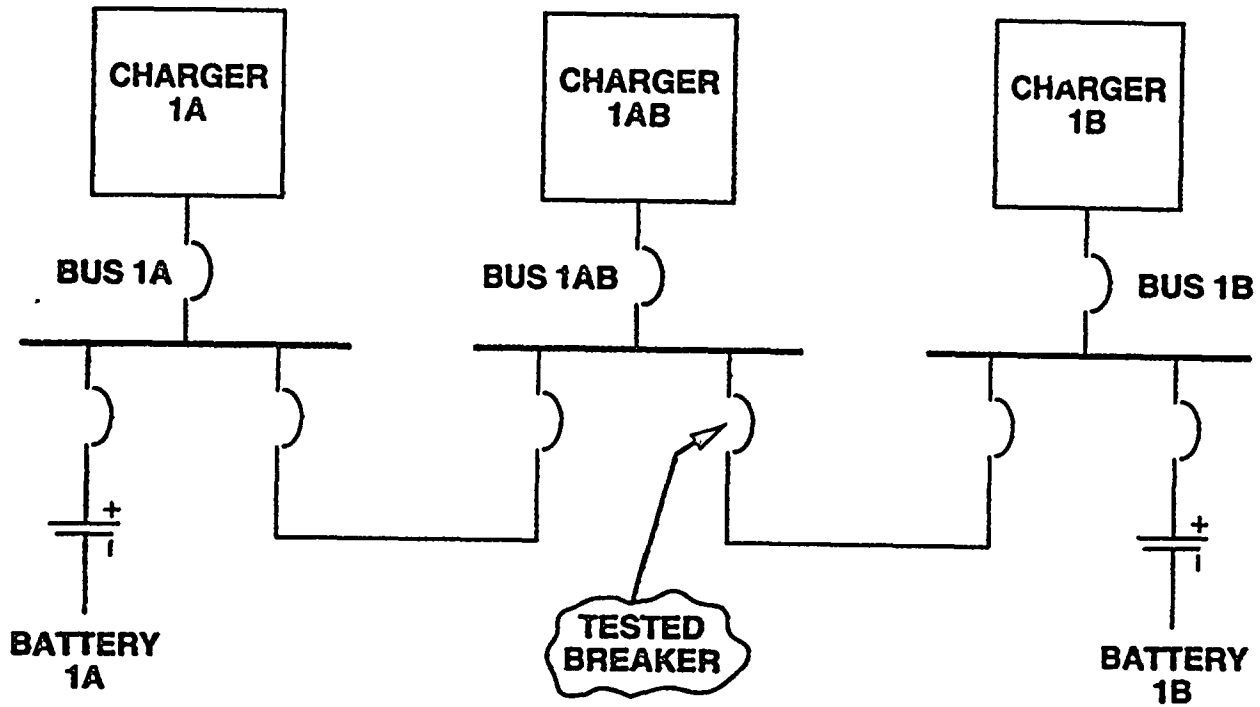 CHARGER
1A
CHARGER
1AB
CHARGER
1B
BUS 1A
BUS 1AB
BUS 1B
+
+
TESTED
BREAKER
BATTERY
1A
BATTERY
1B